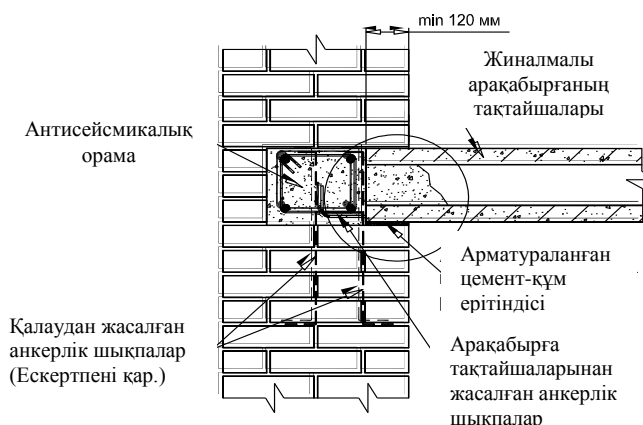 min 120 мм
Жиналмалы
арақабырғаның
тақтайшалары
Антисейсмикалық
орама
Арматураланған
цемент-құм
ерітіндісі
Қалаудан жасалған
анкерлік шықпалар
(Ескертпені қар.)
Арақабырға
тақтайшаларынан
жасалған анкерлік
шықпалар